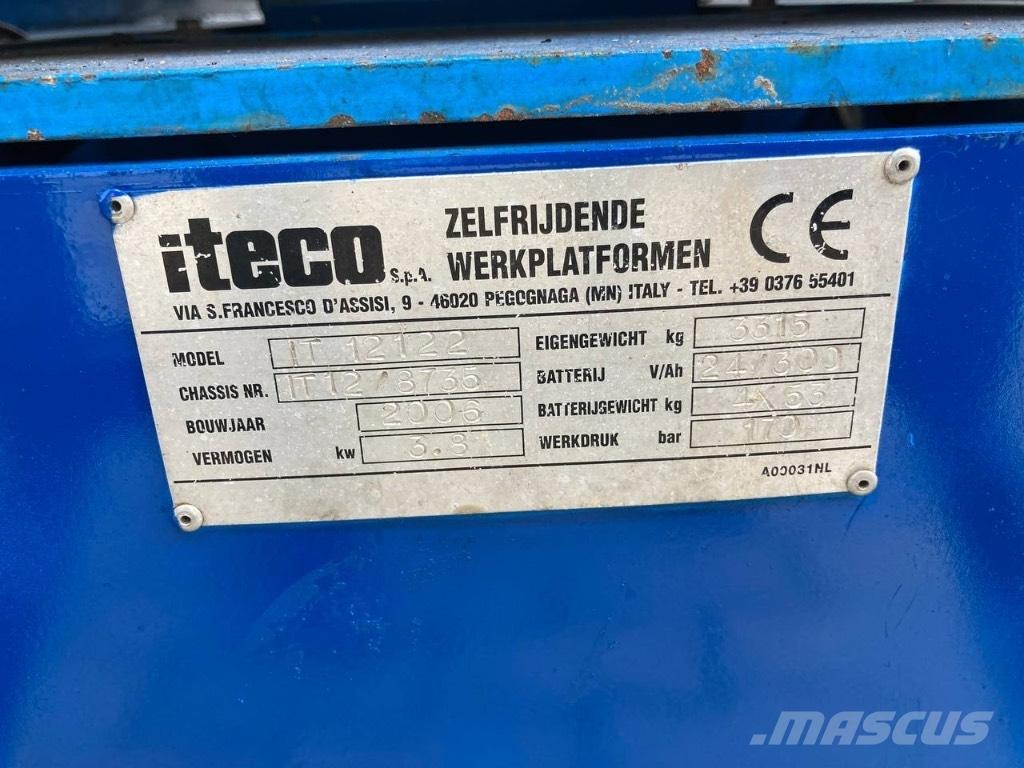 iteco S.p.A.
ZELFRIJDENDE
WERKPLATFORMEN
CE
VIA S.FRANCESCO D'ASSISI, 9 - 46020 PEGOGNAGA (MN) ITALY - TEL. +39 0376 55401
MODEL IT 12122
CHASSIS NR. IT12/8735
BOUWJAAR 2006
VERMOGEN kw 3.8
EIGENGEWICHT kg 3315
BATTERIJ V/Ah 24/300
BATTERIJGEWICHT kg 4X53
WERKDRUK bar 170
A00031NL
MASCUS